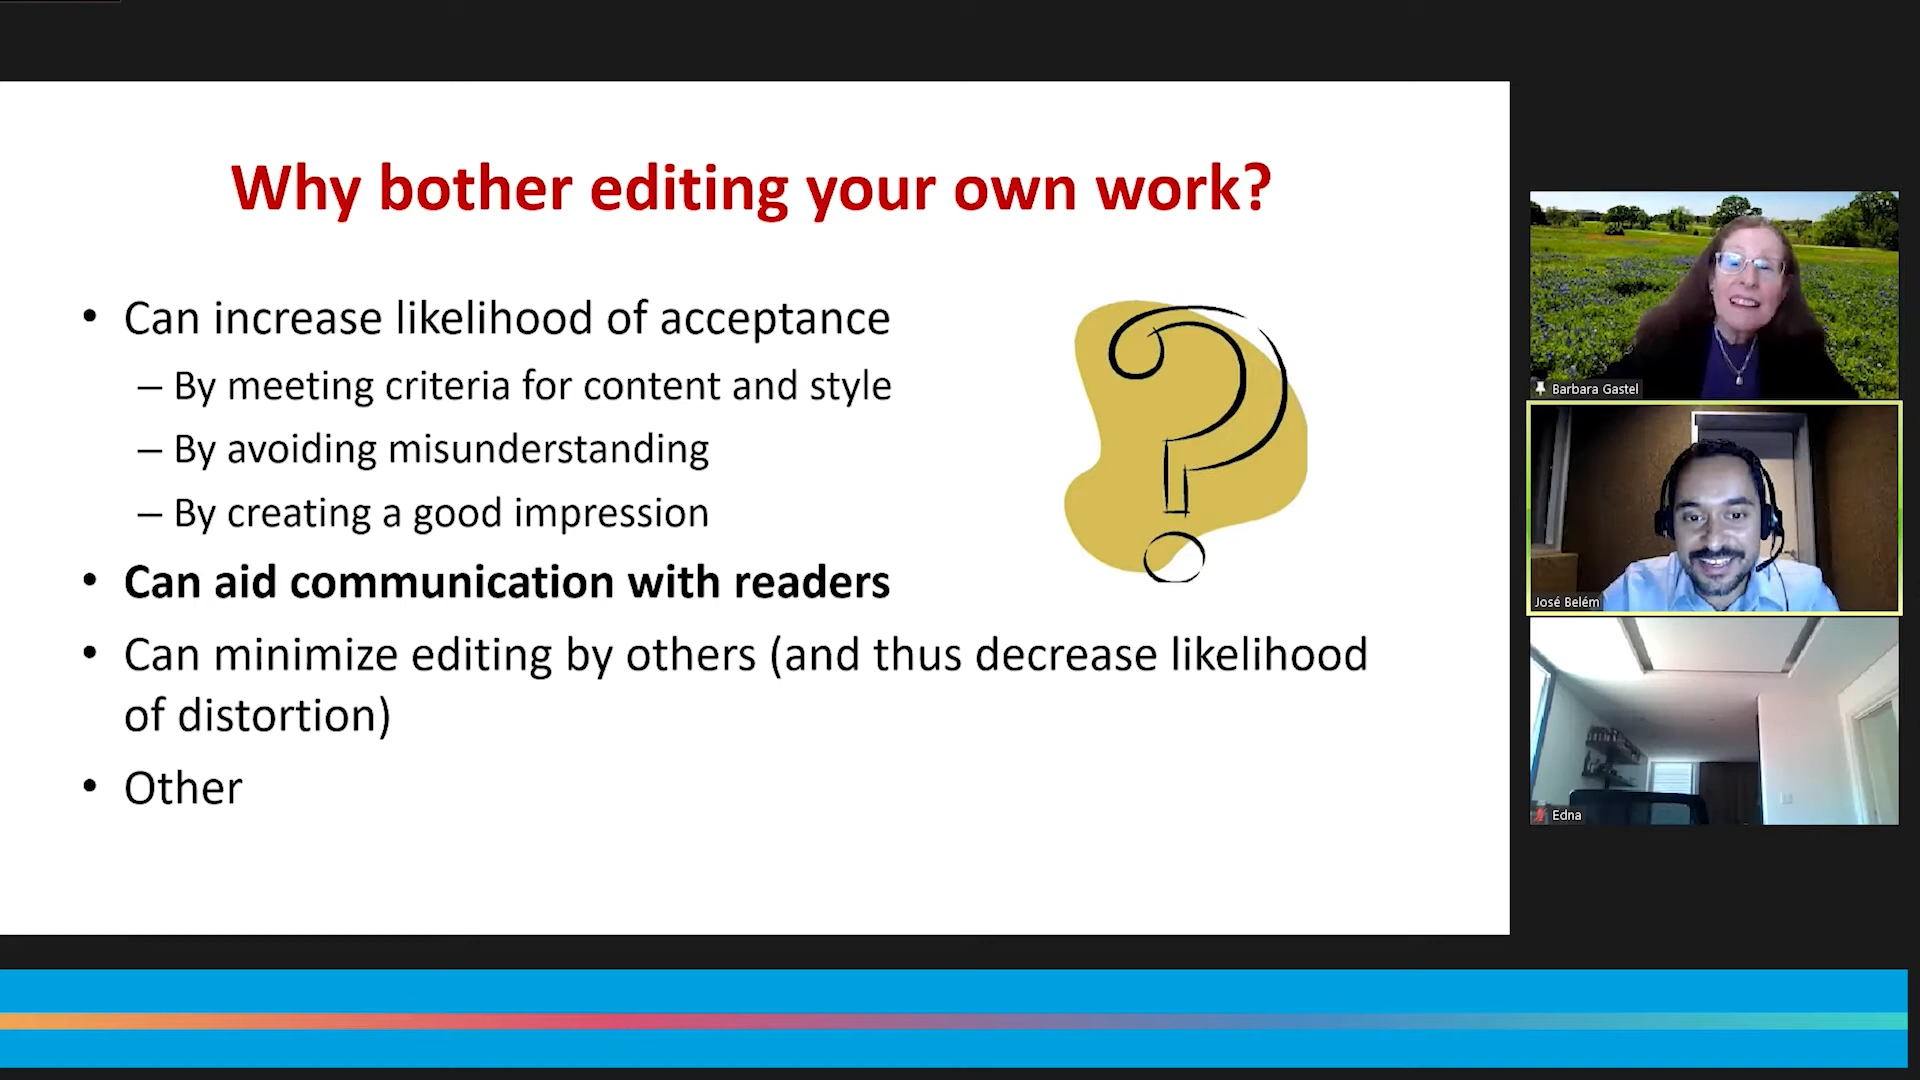 Why bother editing your own work?
• Can increase likelihood of acceptance
– By meeting criteria for content and style
– By avoiding misunderstanding
– By creating a good impression
• Can aid communication with readers
• Can minimize editing by others (and thus decrease likelihood
of distortion)
• Other
Barbara Gastel
José Belém
Edna